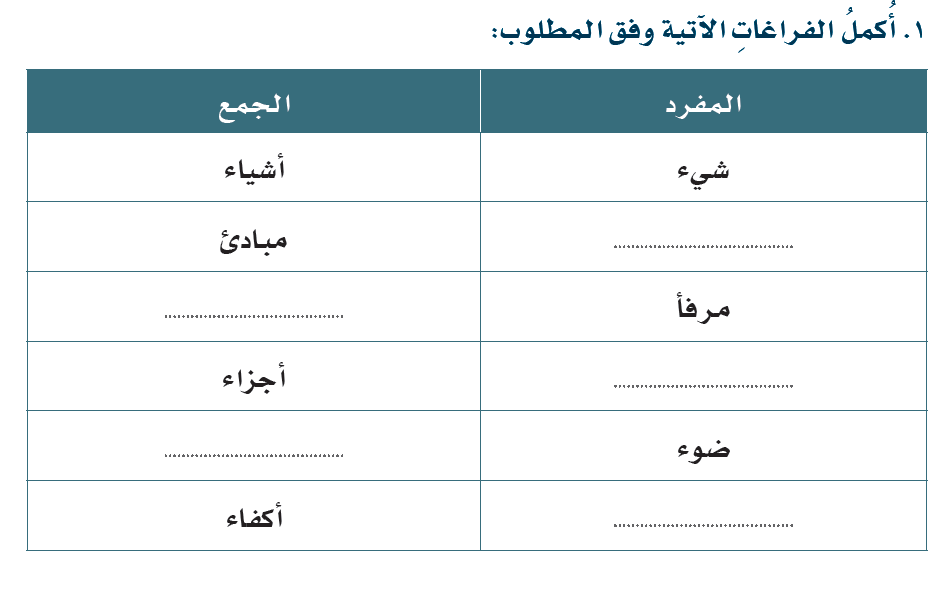 ١. أُكملُ الفراغاتِ الآتية وفق المطلوب:
المفرد الجمع
شيء أشياء
........................................ مبادئ
مرفأ ........................................
........................................ أجزاء
ضوء ........................................
........................................ أكفاء